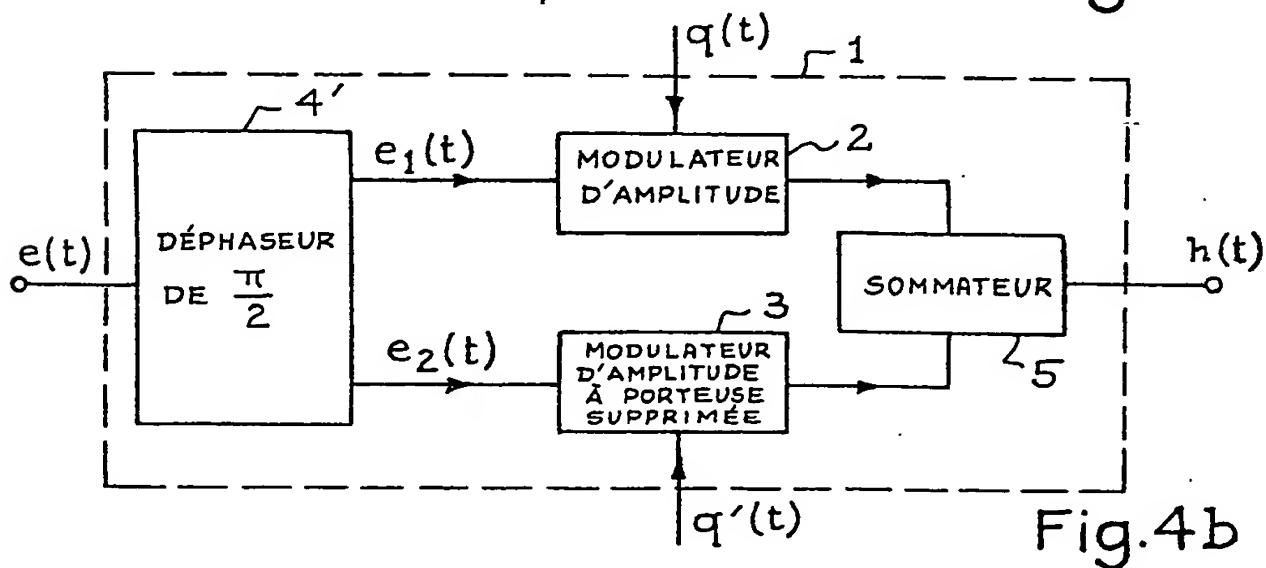 q(t)
1
4'
e₁(t)
MODULATEUR
D'AMPLITUDE
2
DÉPHASEUR
DE π/2
e(t)
SOMMATEUR
h(t)
3
e₂(t)
MODULATEUR
D'AMPLITUDE
À PORTEUSE
SUPPRIMÉE
5
q'(t)
Fig.4b